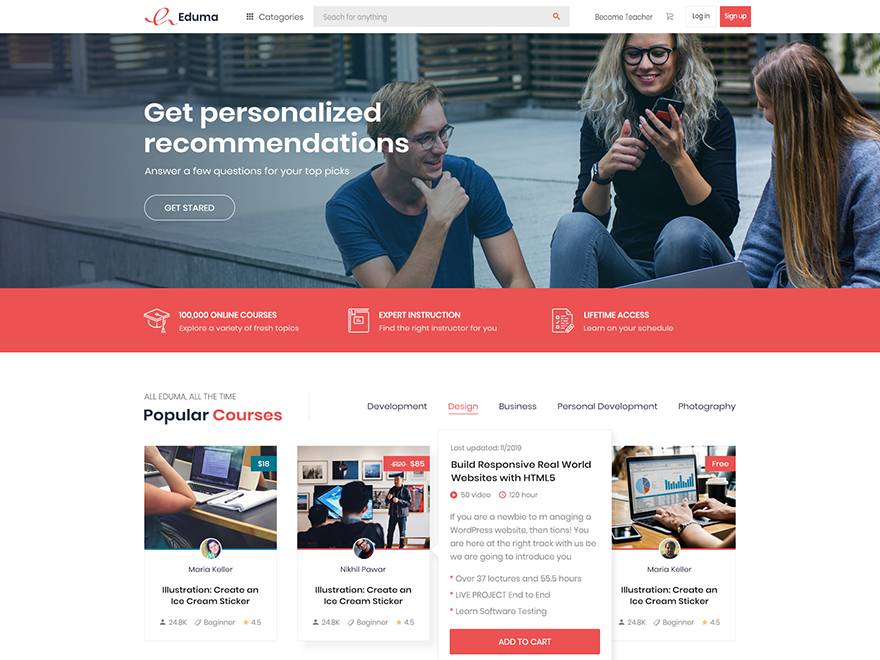 Eduma
Categories
Seach for anything
Become Teacher
Log in
Sign up
Get personalized
recommendations
Answer a few questions for your top picks
GET STARED
100,000 ONLINE COURSES
Explore a variety of fresh topics
EXPERT INSTRUCTION
Find the right instructor for you
LIFETIME ACCESS
Learn on your schedule
ALL EDUMA, ALL THE TIME
Popular Courses
Development
Design
Business
Personal Development
Photography
$18
Maria Keller
Illustration: Create an
Ice Cream Sticker
24.8K
Beginner
4.5
$120 $85
Nikhil Pawar
Illustration: Create an
Ice Cream Sticker
24.8K
Beginner
4.5
Last updated: 11/2019
Build Responsive Real World
Websites with HTML5
50 video
120 hour
If you are a newbie to m anaging a
WordPress website, then tions! You
are here at the right track with us be
we are going to introduce you
* Over 37 lectures and 55.5 hours
* LIVE PROJECT End to End
* Learn Software Testing
ADD TO CART
Free
Maria Keller
Illustration: Create an
Ice Cream Sticker
24.8K
Beginner
4.5